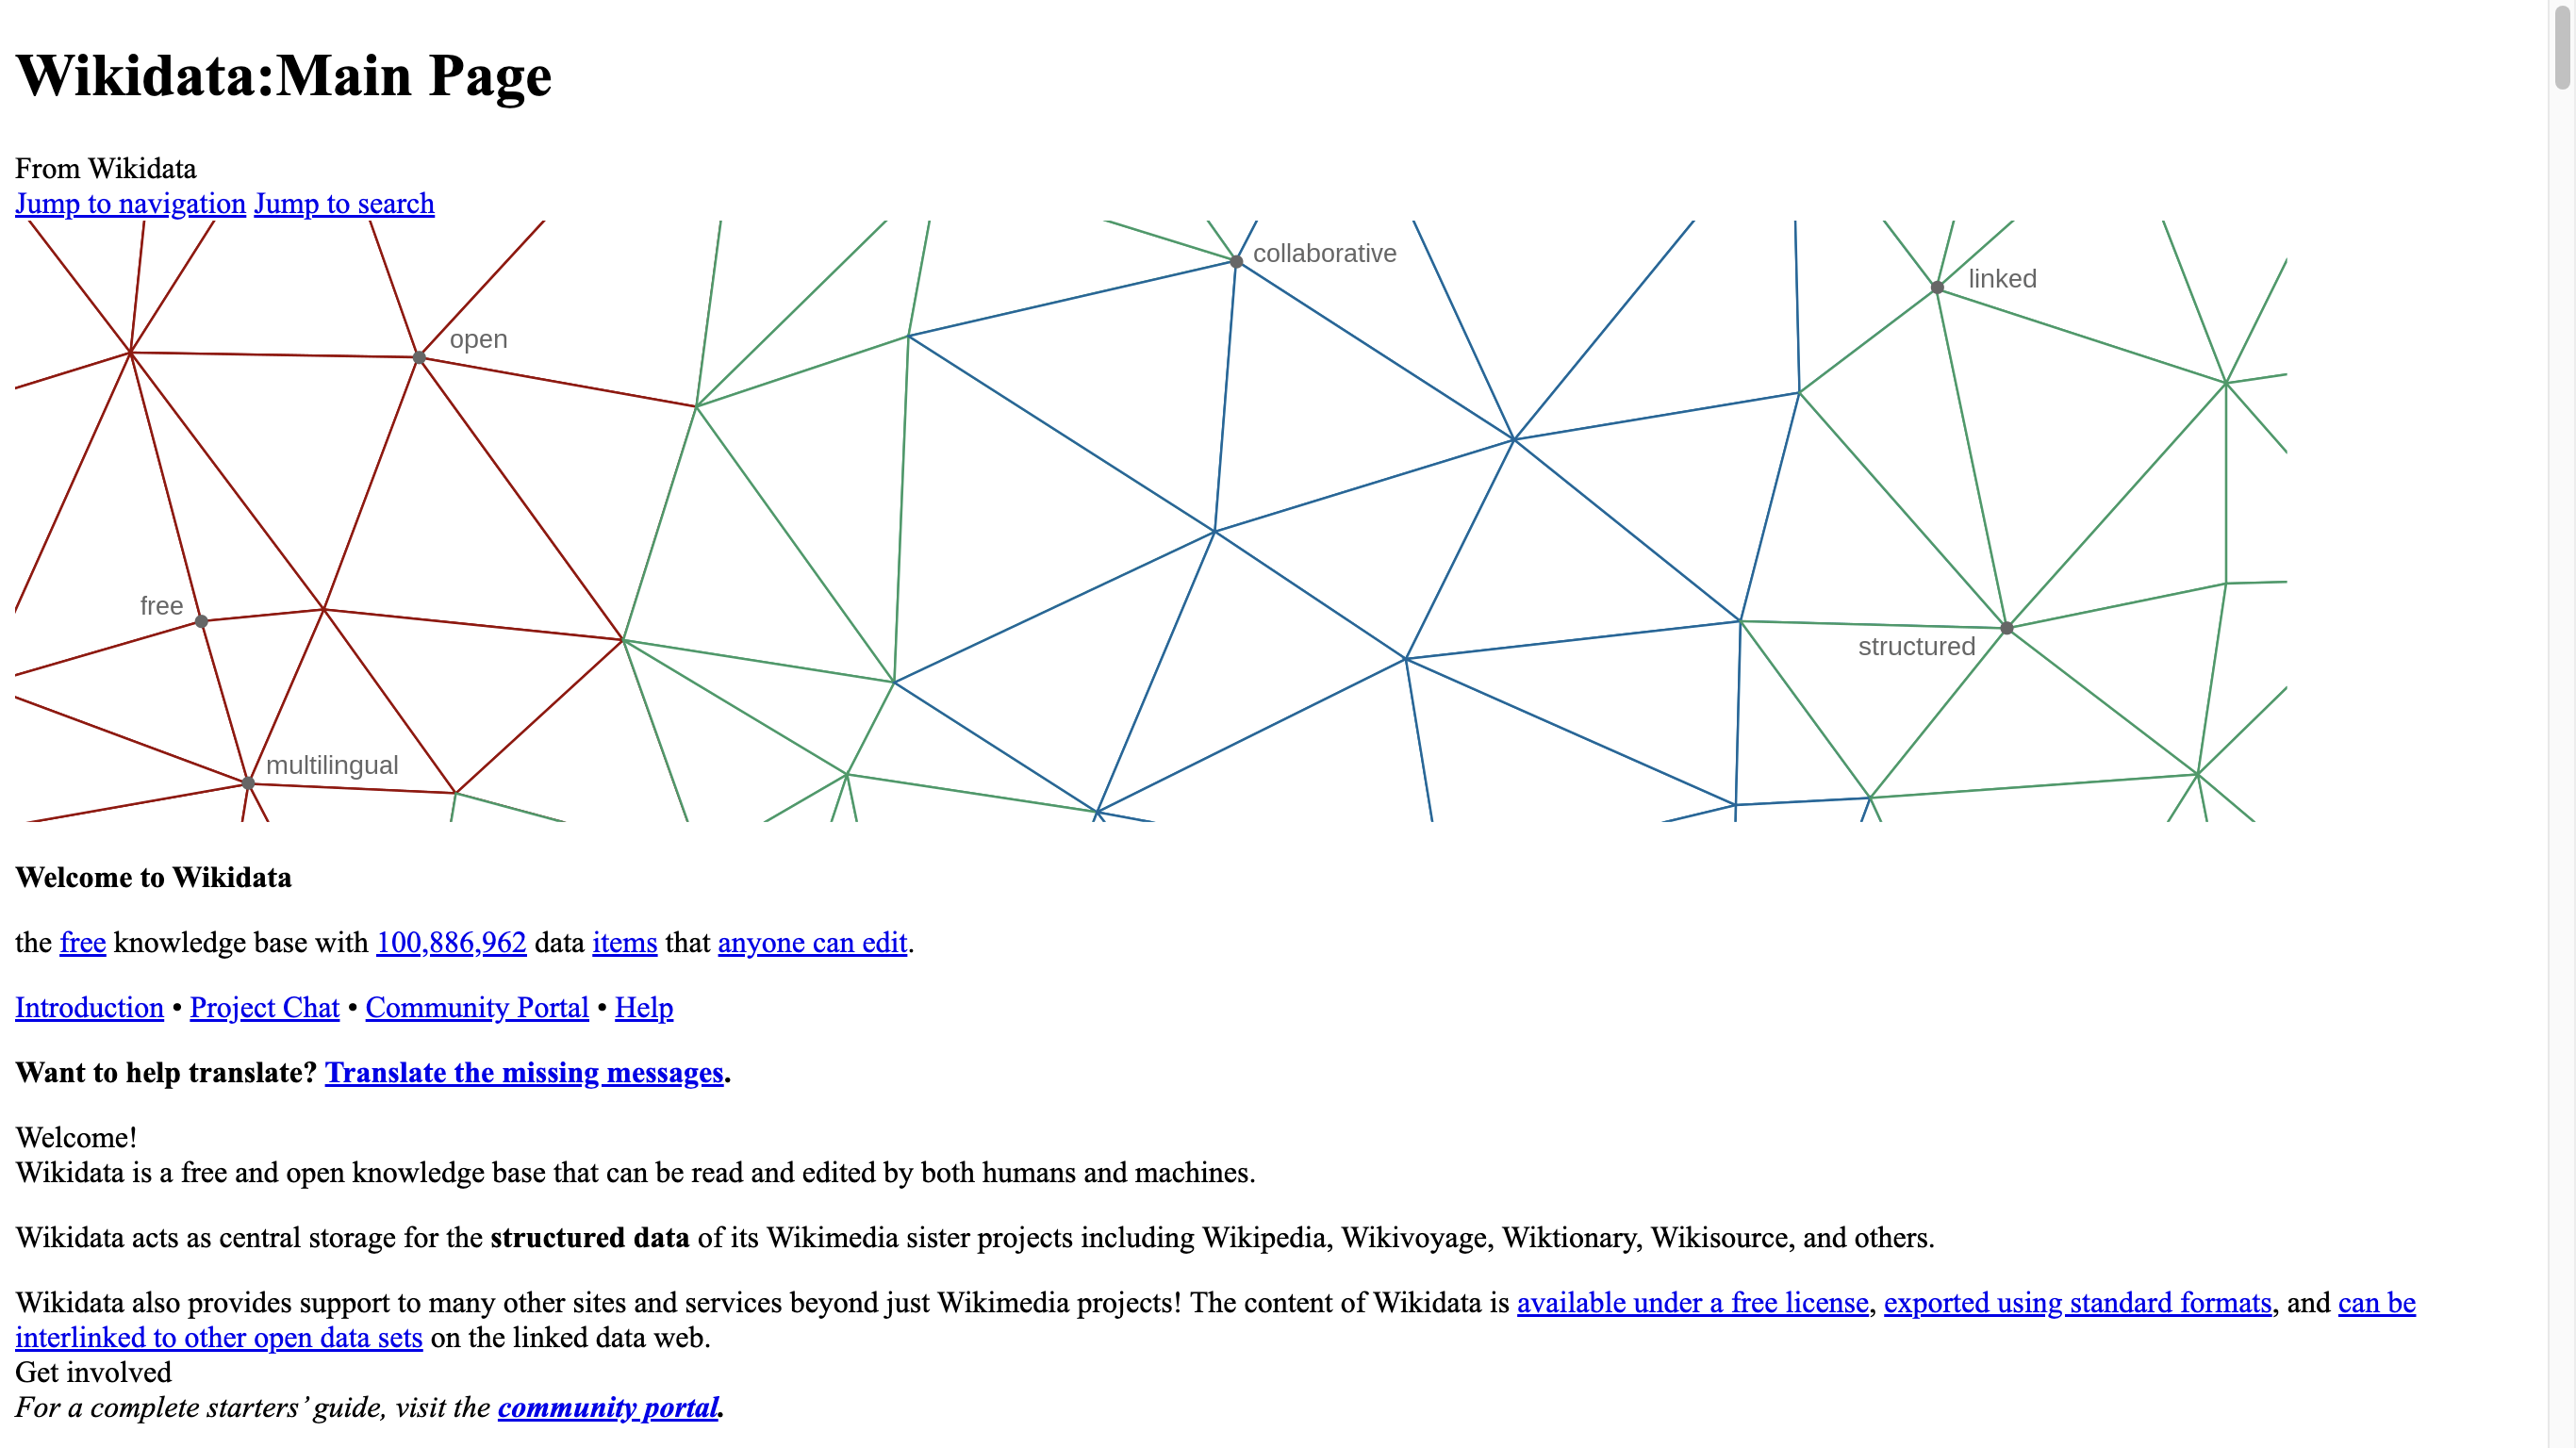 Wikidata:Main Page
From Wikidata
Jump to navigation Jump to search
collaborative
linked
open
free
structured
multilingual
Welcome to Wikidata
the free knowledge base with 100,886,962 data items that anyone can edit.
Introduction • Project Chat • Community Portal • Help
Want to help translate? Translate the missing messages.
Welcome!
Wikidata is a free and open knowledge base that can be read and edited by both humans and machines.
Wikidata acts as central storage for the structured data of its Wikimedia sister projects including Wikipedia, Wikivoyage, Wiktionary, Wikisource, and others.
Wikidata also provides support to many other sites and services beyond just Wikimedia projects! The content of Wikidata is available under a free license, exported using standard formats, and can be
interlinked to other open data sets on the linked data web.
Get involved
For a complete starters’ guide, visit the community portal.